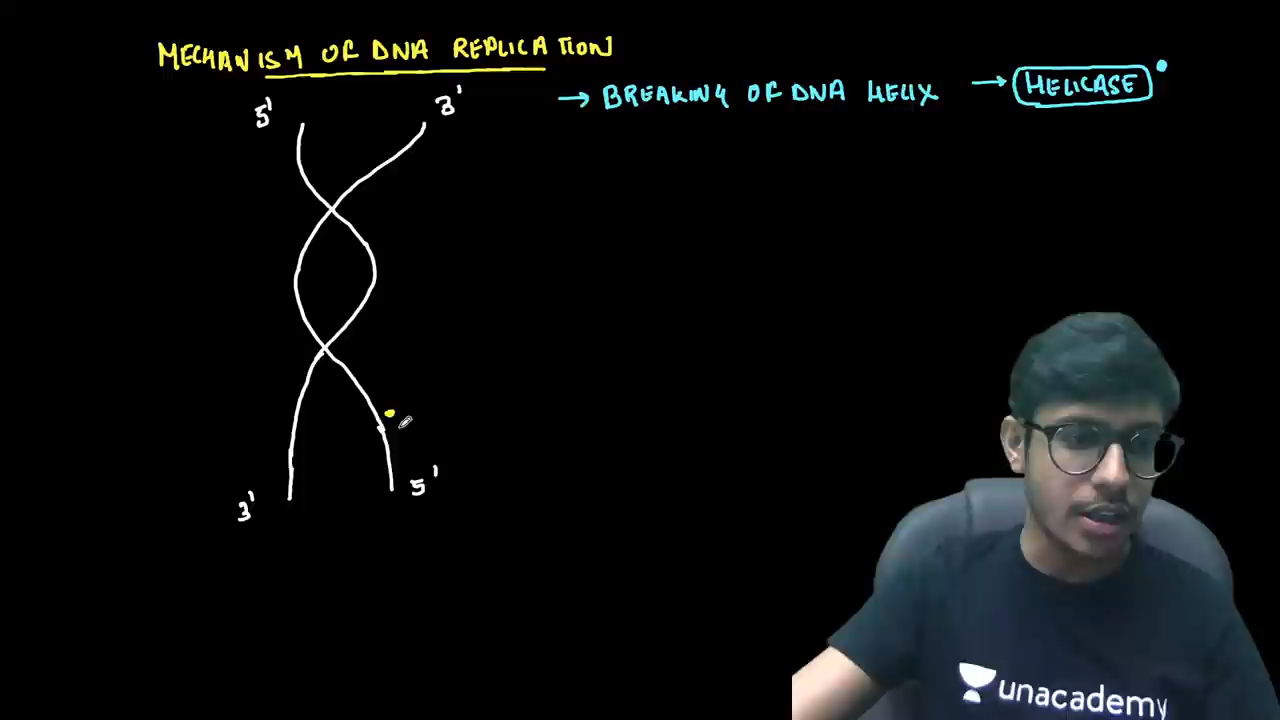 MECHANISM OF DNA REPLICATION
→ BREAKING OF DNA HELIX → HELICASE
5' 3'
3' 5'
unacademy